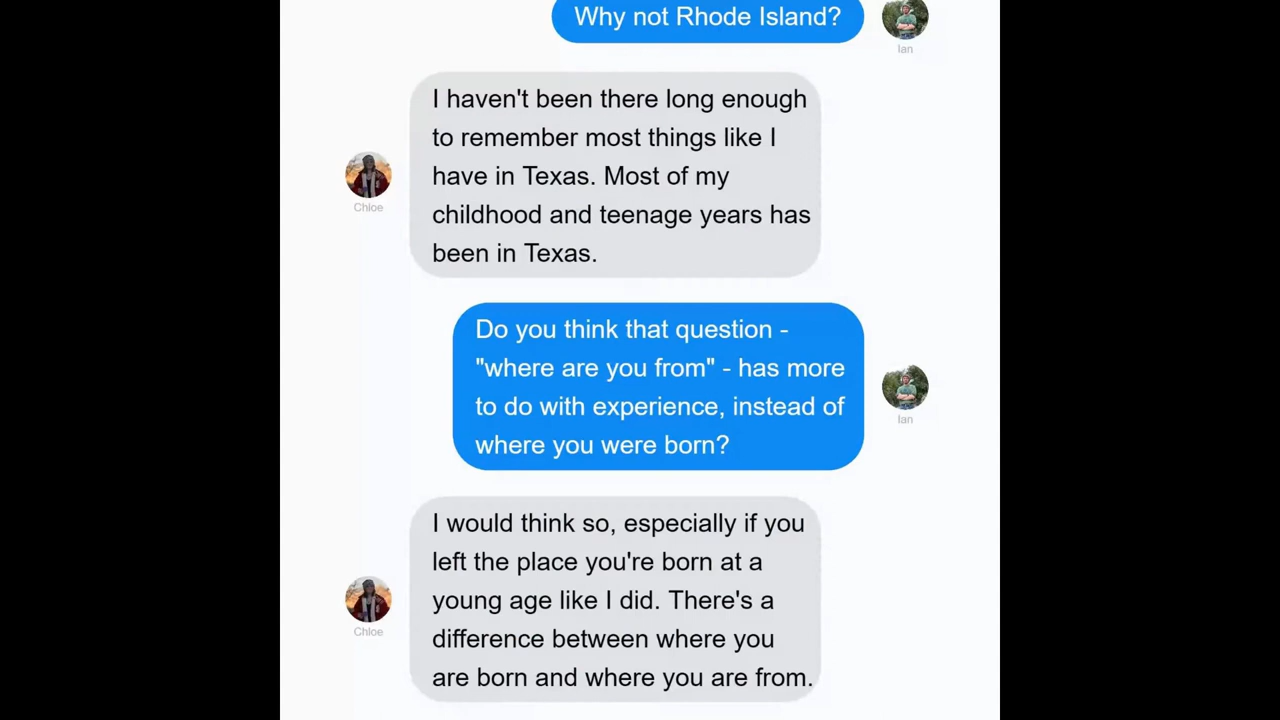 Why not Rhode Island?
Ian
I haven't been there long enough
to remember most things like I
have in Texas. Most of my
childhood and teenage years has
been in Texas.
Chloe
Do you think that question -
"where are you from" - has more
to do with experience, instead of
where you were born?
Ian
I would think so, especially if you
left the place you're born at a
young age like I did. There's a
difference between where you
are born and where you are from.
Chloe